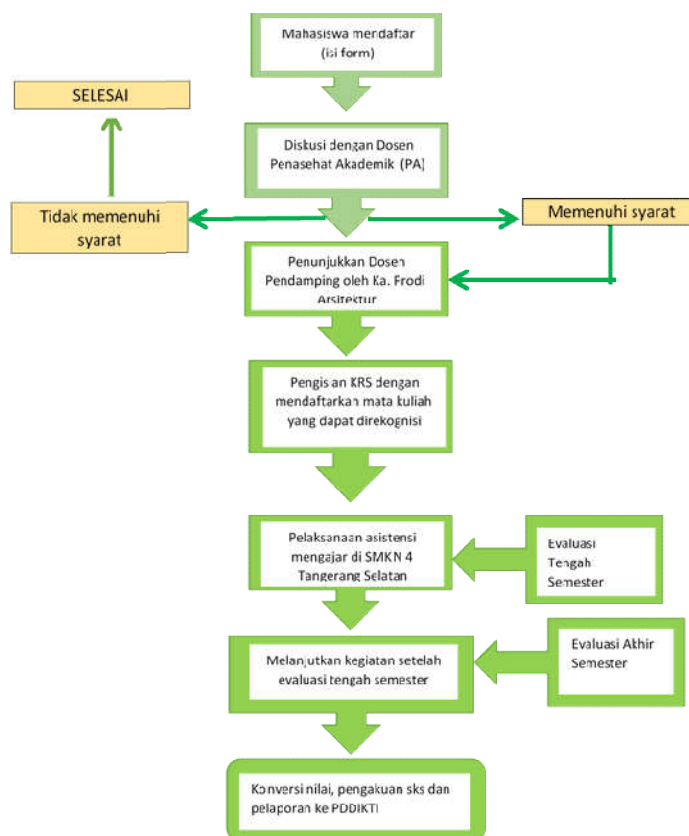 Mahasiswa mendaftar
(isi form)
SELESAI
Diskusi dengan Dosen
Penasehat Akademik (PA)
Tidak memenuhi
syarat
Memenuhi syarat
Penunjukkan Dosen
Pendamping oleh Ka. Prodi
Arsitektur
Pengisian KRS dengan
mendaftarkan mata kuliah
yang dapat direkognisi
Pelaksanaan asistensi
mengajar di SMKN 4
Tangerang Selatan
Evaluasi
Tengah
Semester
Melanjutkan kegiatan setelah
evaluasi tengah semester
Evaluasi Akhir
Semester
Konversi nilai, pengakuan sks dan
pelaporan ke PDDIKTI